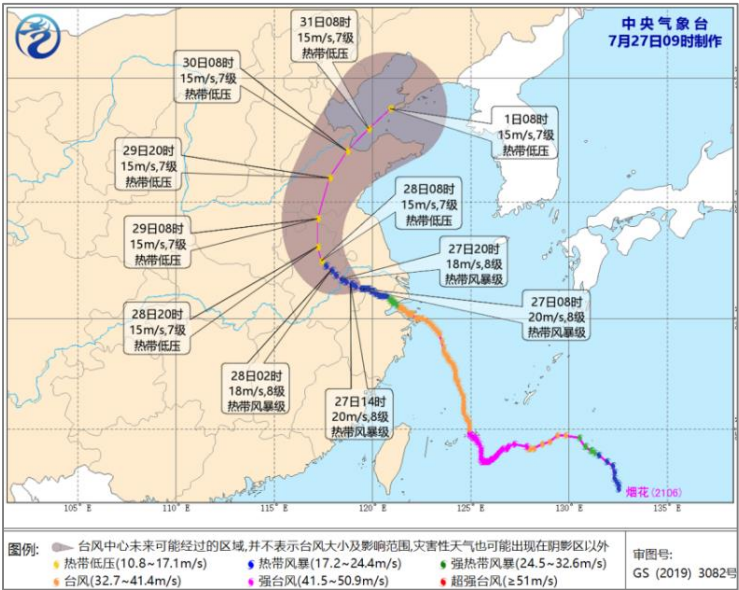 中央气象台
7月27日09时制作
31日08时
15m/s,7级
热带低压
30日08时
15m/s,7级
热带低压
1日08时
15m/s,7级
热带低压
29日20时
15m/s,7级
热带低压
28日08时
15m/s,7级
热带低压
29日08时
15m/s,7级
热带低压
27日20时
18m/s,8级
热带风暴级
27日08时
20m/s,8级
热带风暴级
28日20时
15m/s,7级
热带低压
28日02时
18m/s,8级
热带风暴级
27日14时
20m/s,8级
热带风暴级
烟花(2106)
105° E 110° E 115° E 120° E 125° E 130° E 135° E
图例:
台风中心未来可能经过的区域,并不表示台风大小及影响范围,灾害性天气也可能出现在阴影区以外
热带低压(10.8~17.1m/s) 热带风暴(17.2~24.4m/s) 强热带风暴(24.5~32.6m/s)
台风(32.7~41.4m/s) 强台风(41.5~50.9m/s) 超强台风(≥51m/s)
审图号:
GS (2019) 3082号